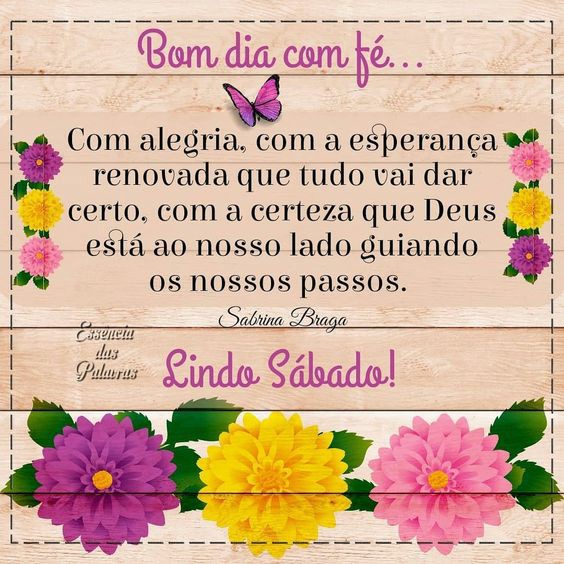 Bom dia com fé...
Com alegria, com a esperança
renovada que tudo vai dar
certo, com a certeza que Deus
está ao nosso lado guiando
os nossos passos.
Sabrina Braga
Essencia
das
Palavras
Lindo Sábado!